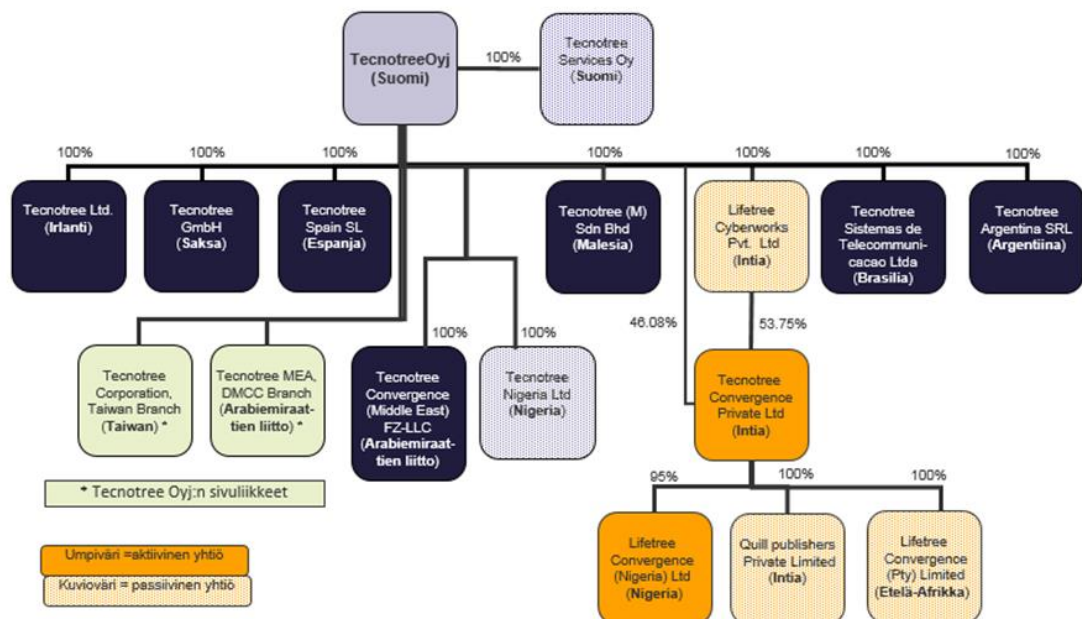 TecnotreeOyj
(Suomi)
100%
Tecnotree
Services Oy
(Suomi)
100%
100%
100%
100%
100%
100%
100%
Tecnotree Ltd.
(Irlanti)
Tecnotree
GmbH
(Saksa)
Tecnotree
Spain SL
(Espanja)
Tecnotree (M)
Sdn Bhd
(Malesia)
Lifetree
Cyberworks
Pvt. Ltd
(Intia)
Tecnotree
Sistemas de
Telecommuni-
cacao Ltda
(Brasilia)
Tecnotree
Argentina SRL
(Argentiina)
100%
100%
46.08%
53.75%
Tecnotree
Corporation,
Taiwan Branch
(Taiwan) *
Tecnotree MEA,
DMCC Branch
(Arabiemiraat-
tien liitto) *
Tecnotree
Convergence
(Middle East)
FZ-LLC
(Arabiemiraat-
tien liitto)
Tecnotree
Nigeria Ltd
(Nigeria)
Tecnotree
Convergence
Private Ltd
(Intia)
* Tecnotree Oyj:n sivuliikkeet
95%
100%
100%
Lifetree
Convergence
(Nigeria) Ltd
(Nigeria)
Quill publishers
Private Limited
(Intia)
Lifetree
Convergence
(Pty) Limited
(Etelä-Afrikka)
Umpiväri =aktiivinen yhtiö
Kuvioväri = passiivinen yhtiö